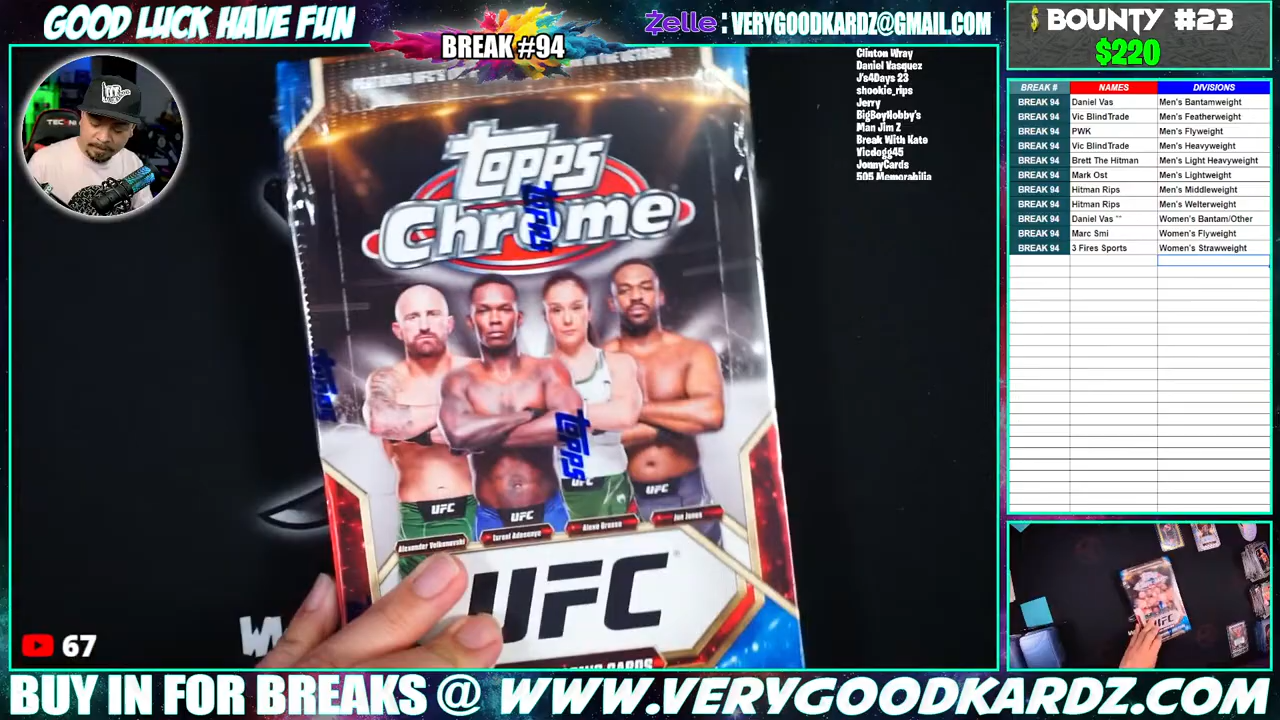 GOOD LUCK HAVE FUN
BREAK #94
Zelle : VERYGOODKARDZ@GMAIL.COM
$ BOUNTY #23
$220
Clinton Wray
Daniel Vasquez
J's4Days 23
shookie_rips
Jerry
BigBoyHobby's
Man Jim Z
Break With Kate
Vicdogg45
JonnyCards
505 Memorabilia
BREAK # NAMES DIVISIONS
BREAK 94 Daniel Vas Men's Bantamweight
BREAK 94 Vic BlindTrade Men's Featherweight
BREAK 94 PWK Men's Flyweight
BREAK 94 Vic BlindTrade Men's Heavyweight
BREAK 94 Brett The Hitman Men's Light Heavyweight
BREAK 94 Mark Ost Men's Lightweight
BREAK 94 Hitman Rips Men's Middleweight
BREAK 94 Hitman Rips Men's Welterweight
BREAK 94 Daniel Vas ** Women's Bantam/Other
BREAK 94 Marc Smi Women's Flyweight
BREAK 94 3 Fires Sports Women's Strawweight
topps
Chrome
topps
topps
topps
UFC
UFC
UFC
UFC
Alexander Volkanovski
Israel Adesanya
Alexa Grasso
Jon Jones
UFC
67
UFC
BUY IN FOR BREAKS @ WWW.VERYGOODKARDZ.COM